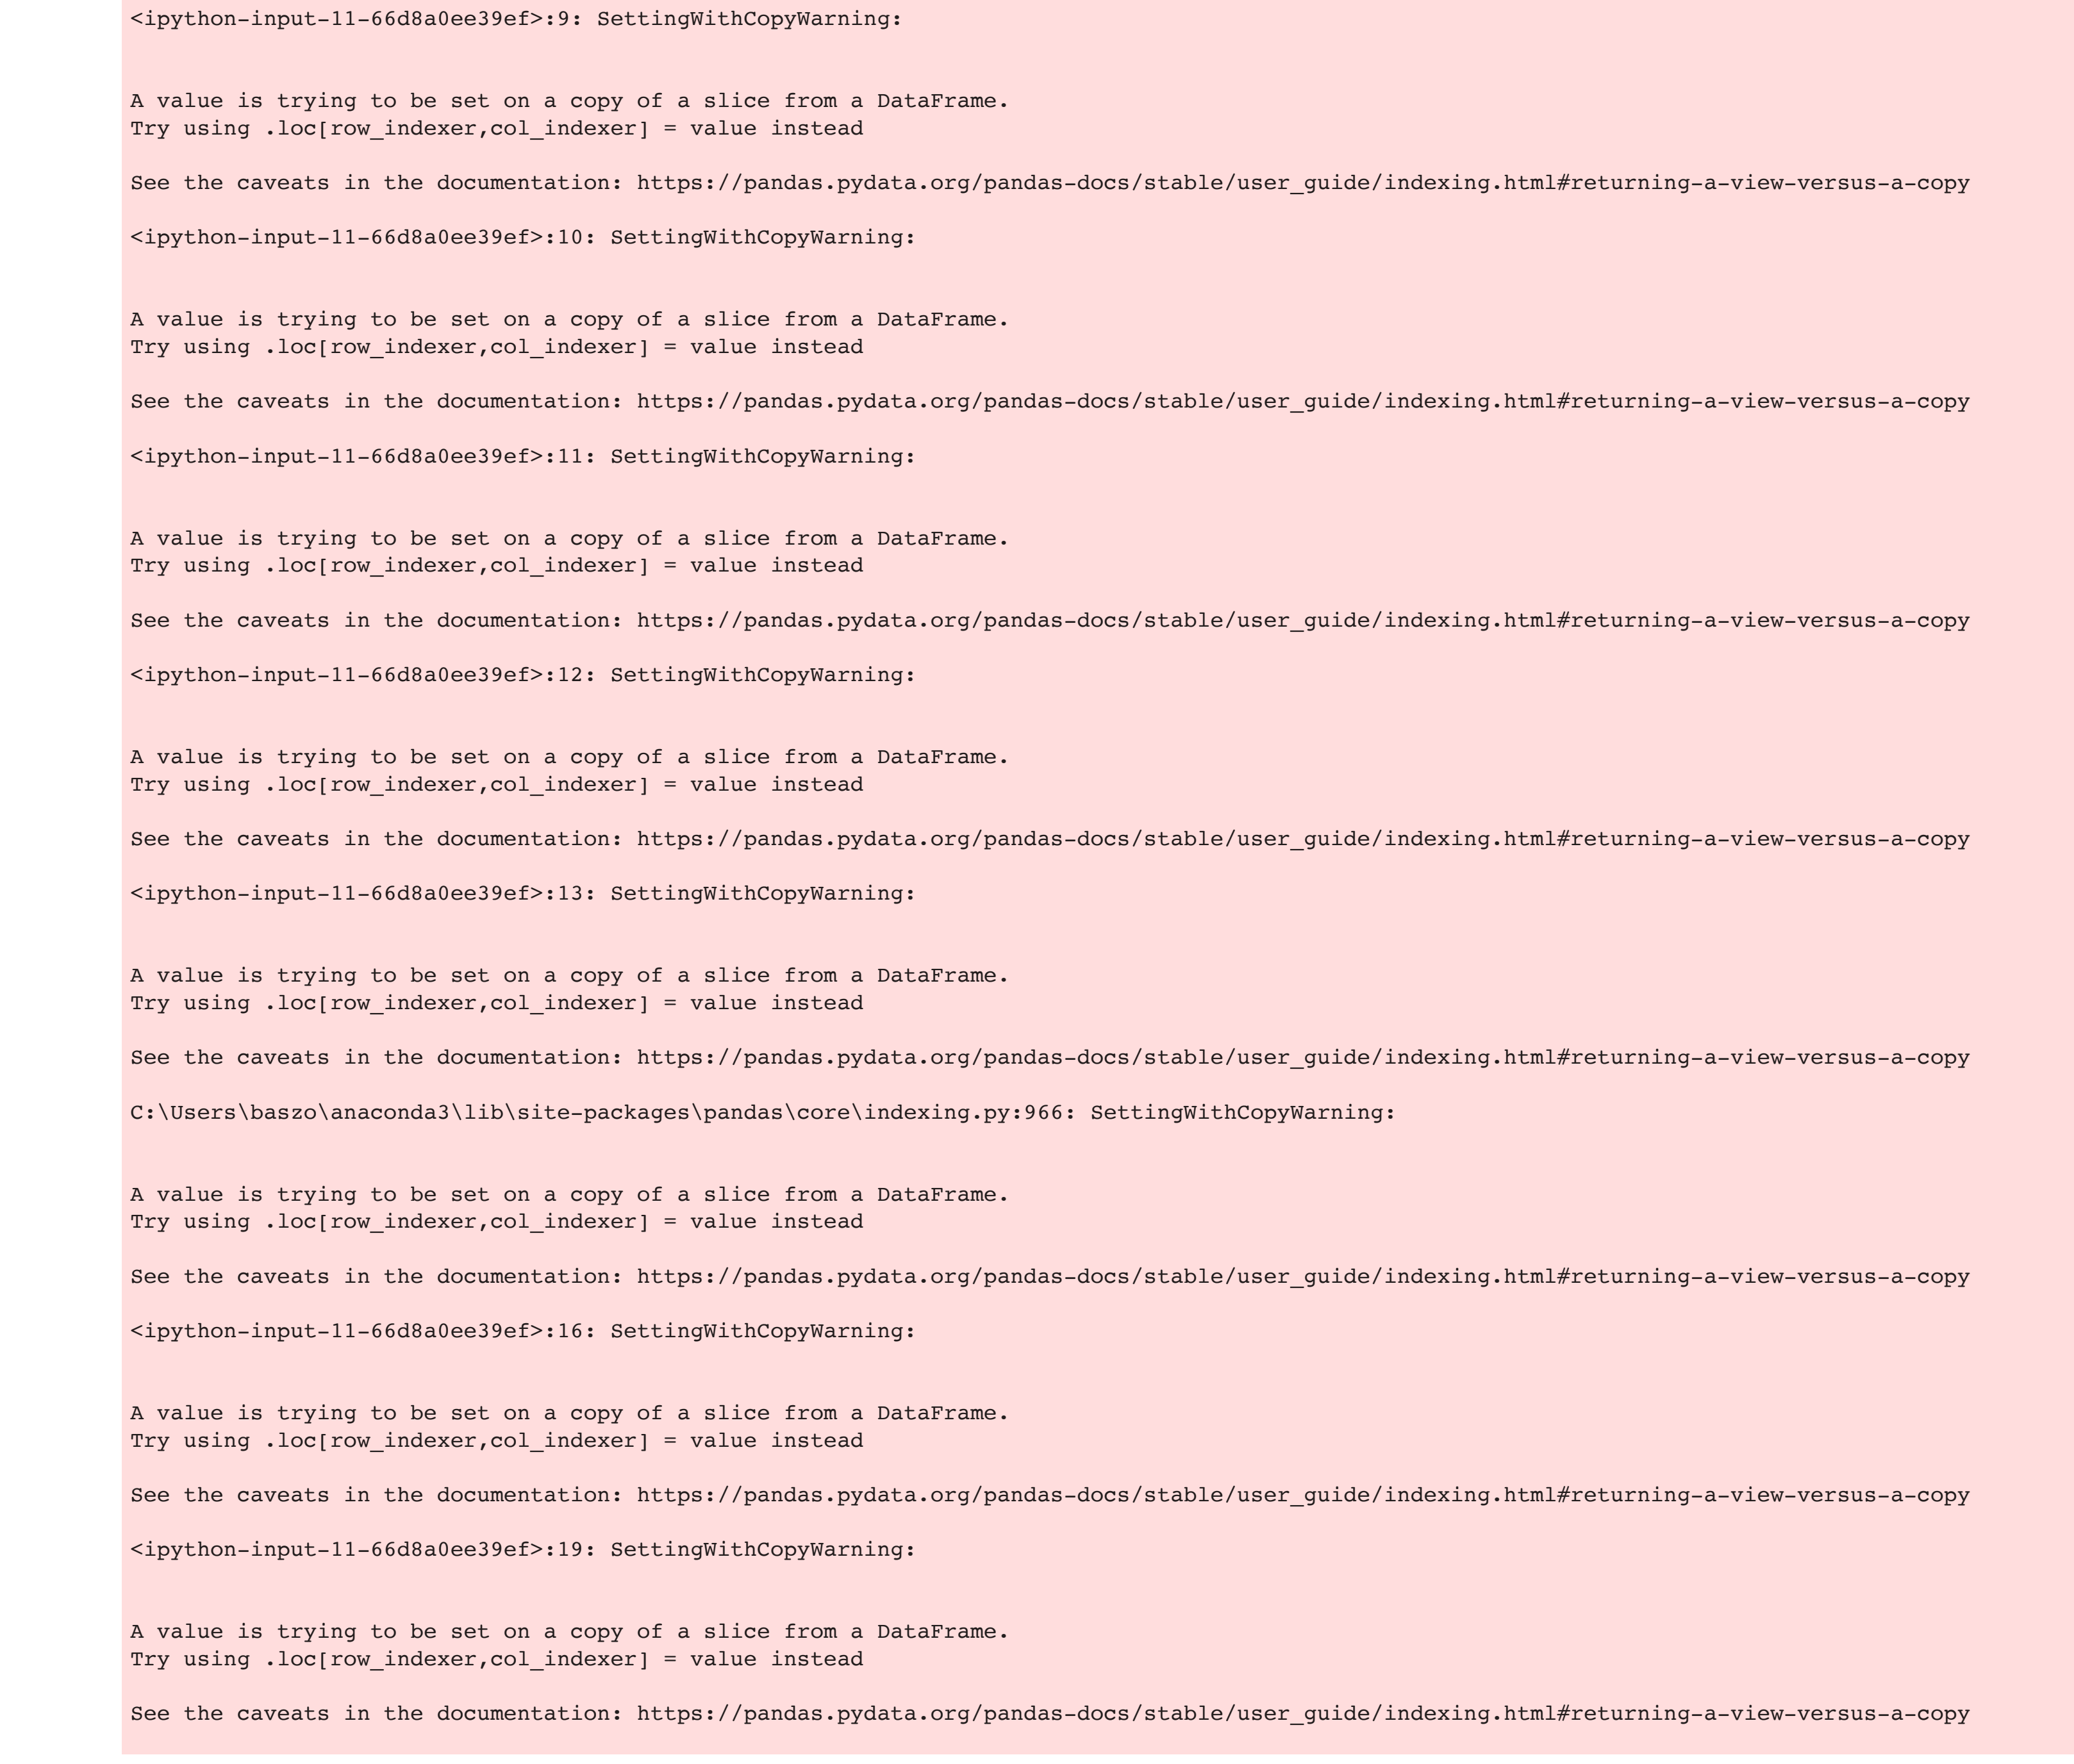 <ipython-input-11-66d8a0ee39ef>:9: SettingWithCopyWarning:
A value is trying to be set on a copy of a slice from a DataFrame.
Try using .loc[row_indexer,col_indexer] = value instead
See the caveats in the documentation: https://pandas.pydata.org/pandas-docs/stable/user_guide/indexing.html#returning-a-view-versus-a-copy
<ipython-input-11-66d8a0ee39ef>:10: SettingWithCopyWarning:
A value is trying to be set on a copy of a slice from a DataFrame.
Try using .loc[row_indexer,col_indexer] = value instead
See the caveats in the documentation: https://pandas.pydata.org/pandas-docs/stable/user_guide/indexing.html#returning-a-view-versus-a-copy
<ipython-input-11-66d8a0ee39ef>:11: SettingWithCopyWarning:
A value is trying to be set on a copy of a slice from a DataFrame.
Try using .loc[row_indexer,col_indexer] = value instead
See the caveats in the documentation: https://pandas.pydata.org/pandas-docs/stable/user_guide/indexing.html#returning-a-view-versus-a-copy
<ipython-input-11-66d8a0ee39ef>:12: SettingWithCopyWarning:
A value is trying to be set on a copy of a slice from a DataFrame.
Try using .loc[row_indexer,col_indexer] = value instead
See the caveats in the documentation: https://pandas.pydata.org/pandas-docs/stable/user_guide/indexing.html#returning-a-view-versus-a-copy
<ipython-input-11-66d8a0ee39ef>:13: SettingWithCopyWarning:
A value is trying to be set on a copy of a slice from a DataFrame.
Try using .loc[row_indexer,col_indexer] = value instead
See the caveats in the documentation: https://pandas.pydata.org/pandas-docs/stable/user_guide/indexing.html#returning-a-view-versus-a-copy
C:\Users\baszo\anaconda3\lib\site-packages\pandas\core\indexing.py:966: SettingWithCopyWarning:
A value is trying to be set on a copy of a slice from a DataFrame.
Try using .loc[row_indexer,col_indexer] = value instead
See the caveats in the documentation: https://pandas.pydata.org/pandas-docs/stable/user_guide/indexing.html#returning-a-view-versus-a-copy
<ipython-input-11-66d8a0ee39ef>:16: SettingWithCopyWarning:
A value is trying to be set on a copy of a slice from a DataFrame.
Try using .loc[row_indexer,col_indexer] = value instead
See the caveats in the documentation: https://pandas.pydata.org/pandas-docs/stable/user_guide/indexing.html#returning-a-view-versus-a-copy
<ipython-input-11-66d8a0ee39ef>:19: SettingWithCopyWarning:
A value is trying to be set on a copy of a slice from a DataFrame.
Try using .loc[row_indexer,col_indexer] = value instead
See the caveats in the documentation: https://pandas.pydata.org/pandas-docs/stable/user_guide/indexing.html#returning-a-view-versus-a-copy